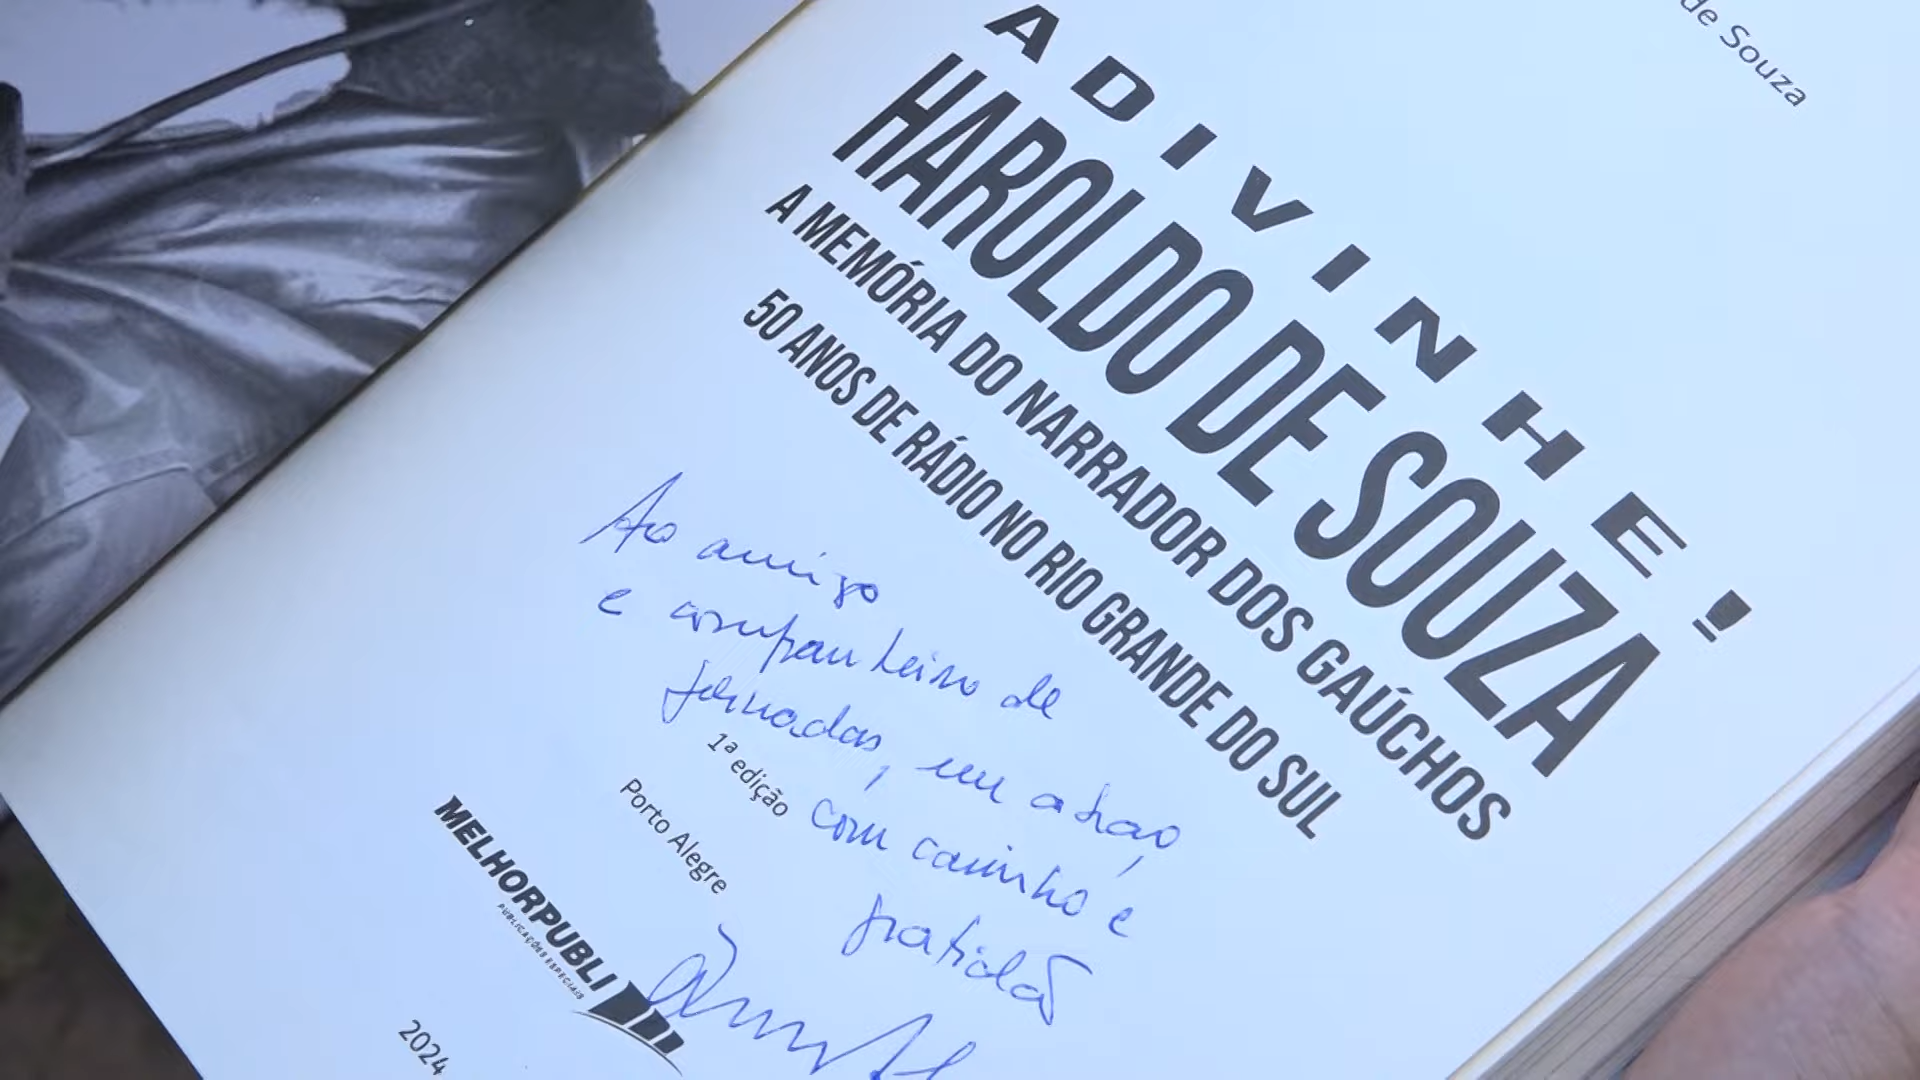 de Souza
ADIVINHE!
HAROLDO DE SOUZA
A MEMÓRIA DO NARRADOR DOS GAÚCHOS
50 ANOS DE RÁDIO NO RIO GRANDE DO SUL
Ao amigo
e companheiro de
jornadas, um abraço,
com carinho e
gratidão
1ª edição
Porto Alegre
MELHORPUBLI
PUBLICAÇÕES ESPECIAIS
2024